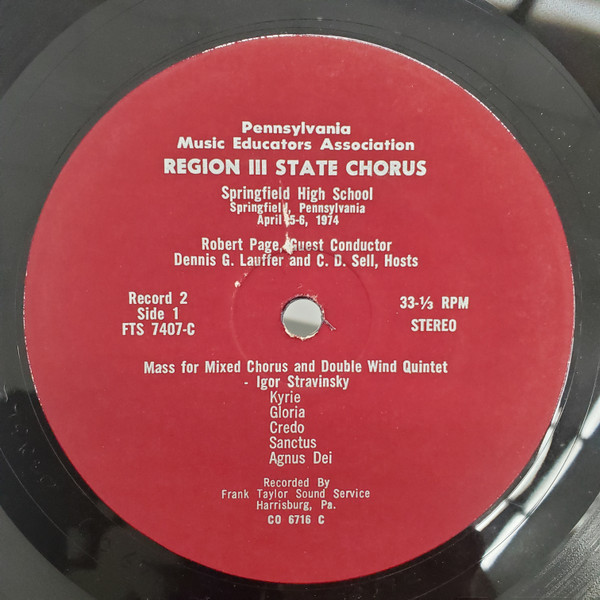 Pennsylvania
Music Educators Association
REGION III STATE CHORUS
Springfield High School
Springfield, Pennsylvania
April 5-6, 1974
Robert Page, Guest Conductor
Dennis G. Lauffer and C. D. Sell, Hosts
Record 2
Side 1
FTS 7407-C
33-⅓ RPM
STEREO
Mass for Mixed Chorus and Double Wind Quintet
- Igor Stravinsky
Kyrie
Gloria
Credo
Sanctus
Agnus Dei
Recorded By
Frank Taylor Sound Service
Harrisburg, Pa.
CO 6716 C